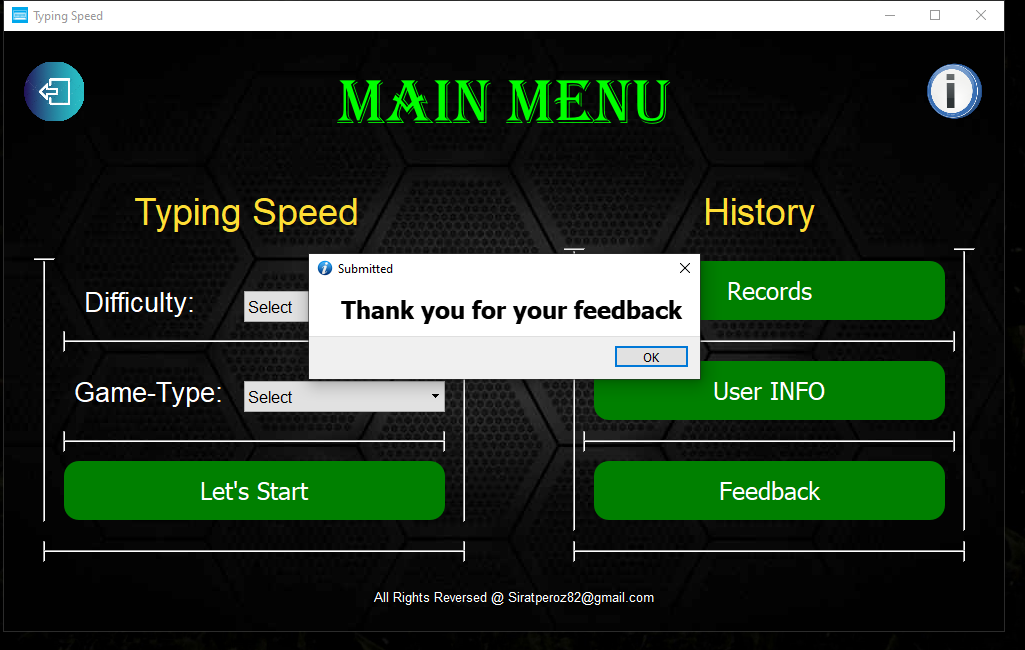 Typing Speed
MAIN MENU
Typing Speed
History
Submitted
Thank you for your feedback
OK
Difficulty:
Select
Records
Game-Type:
Select
User INFO
Let's Start
Feedback
All Rights Reversed @ Siratperoz82@gmail.com